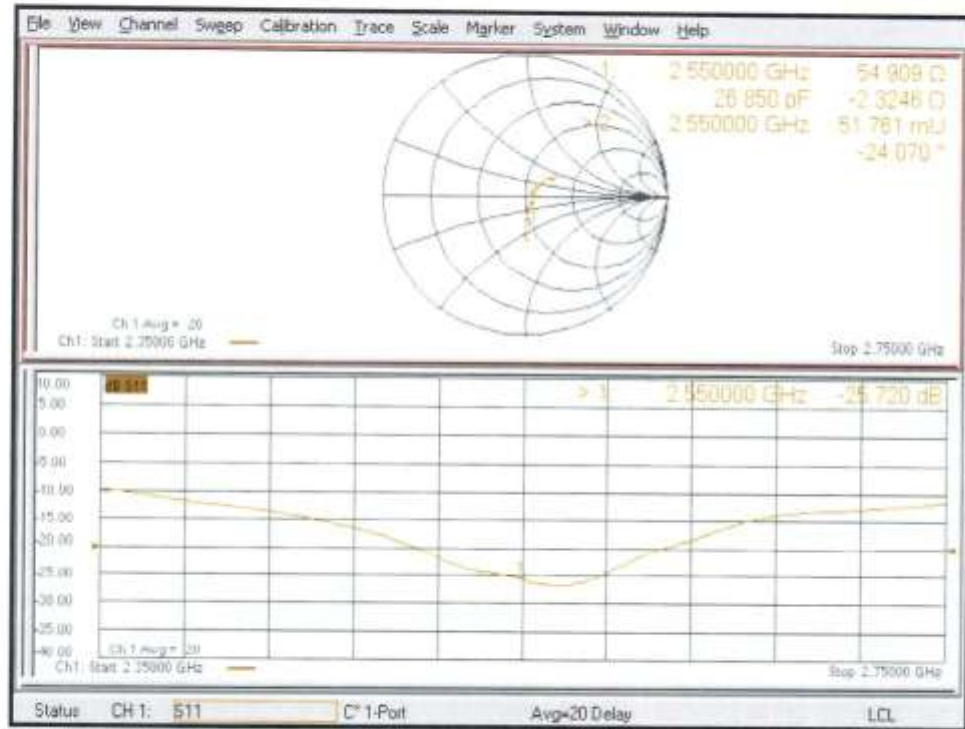 File View Channel Sweep Calibration Trace Scale Marker System Window Help
1: 2.550000 GHz 54.909 Ω
26.850 pF -2.3246 Ω
> 2: 2.550000 GHz 51.761 mU
-24.070 °
Ch 1 Avg = 20
Ch1: Start 2.35000 GHz
Stop 2.75000 GHz
10.00
dB S11
> 1: 2.550000 GHz -25.720 dB
5.00
0.00
-5.00
-10.00
-15.00
-20.00
-25.00
-30.00
-35.00
-40.00
Ch 1 Avg = 20
Ch1: Start 2.35000 GHz
Stop 2.75000 GHz
Status CH 1: S11 C* 1-Port Avg=20 Delay LCL